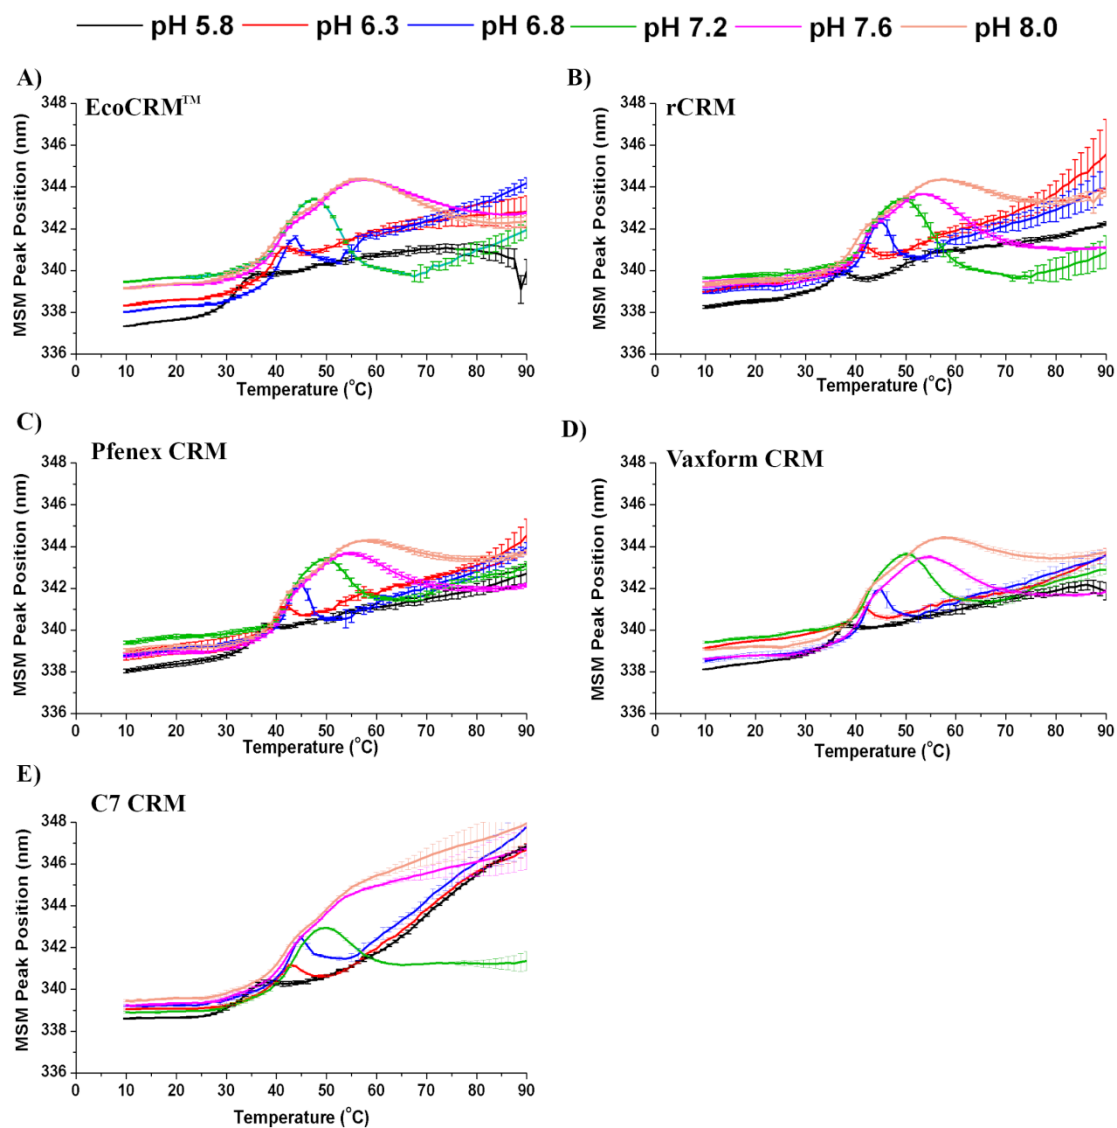 pH 5.8 pH 6.3 pH 6.8 pH 7.2 pH 7.6 pH 8.0
A)
EcoCRM™
348
346
344
342
340
338
336
MSM Peak Position (nm)
0 10 20 30 40 50 60 70 80 90
Temperature (°C)
B)
rCRM
348
346
344
342
340
338
336
MSM Peak Position (nm)
0 10 20 30 40 50 60 70 80 90
Temperature (°C)
C)
Pfenex CRM
348
346
344
342
340
338
336
MSM Peak Position (nm)
0 10 20 30 40 50 60 70 80 90
Temperature (°C)
D)
Vaxform CRM
348
346
344
342
340
338
336
MSM Peak Position (nm)
0 10 20 30 40 50 60 70 80 90
Temperature (°C)
E)
C7 CRM
348
346
344
342
340
338
336
MSM Peak Position (nm)
0 10 20 30 40 50 60 70 80 90
Temperature (°C)